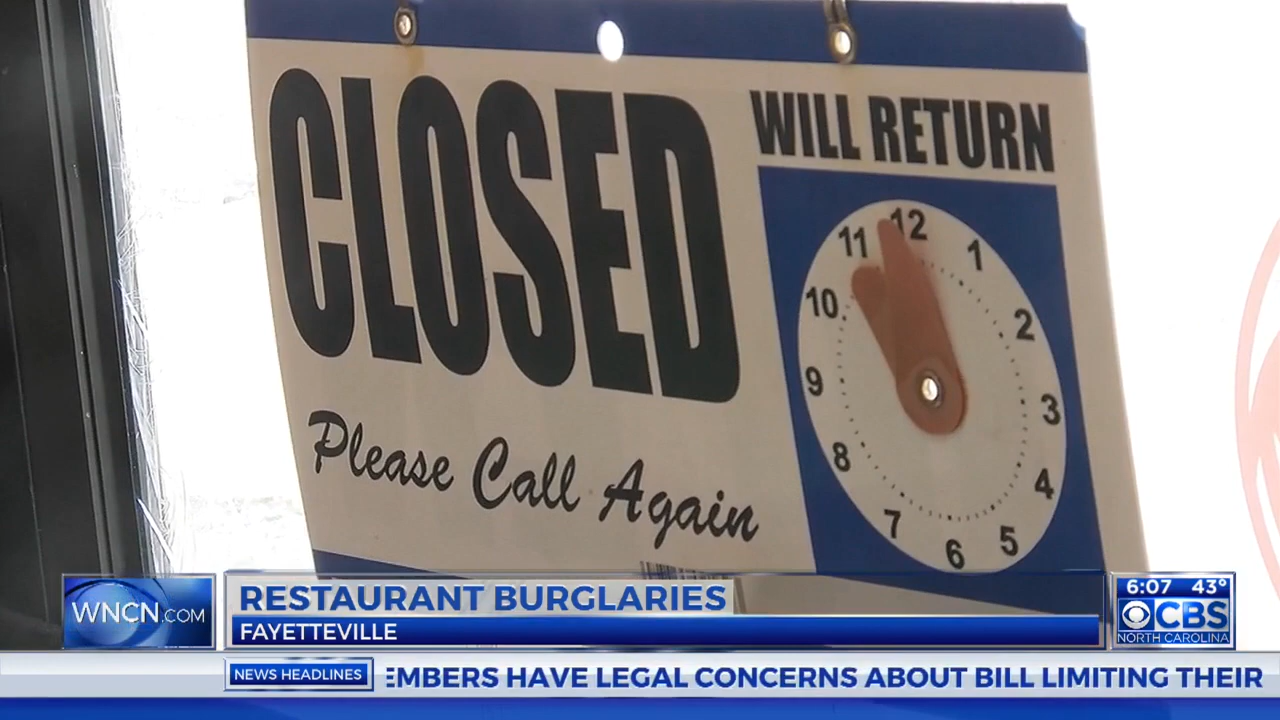 CLOSED
WILL RETURN
12
1
2
3
4
5
6
7
8
9
10
11
Please Call Again
WNCN.COM
RESTAURANT BURGLARIES
FAYETTEVILLE
6:07 43°
CBS
NORTH CAROLINA
NEWS HEADLINES
EMBERS HAVE LEGAL CONCERNS ABOUT BILL LIMITING THEIR